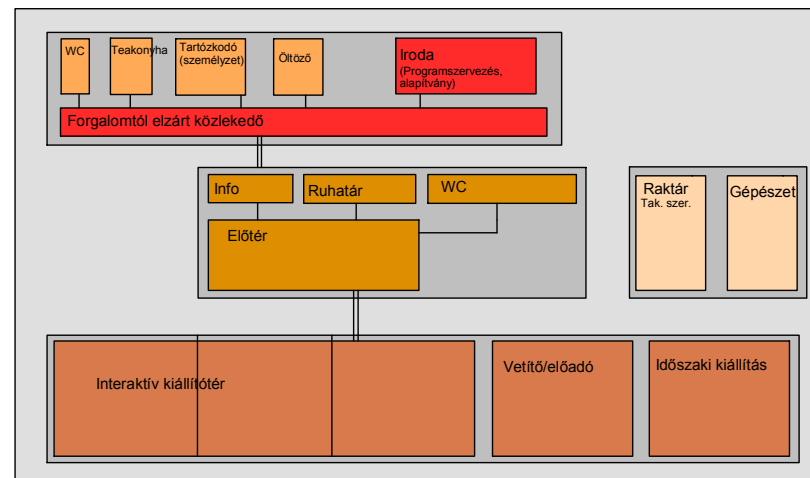 WC
Teakonyha
Tartózkodó
(személyzet)
Öltöző
Iroda
(Programszervezés,
alapítvány)
Forgalomtól elzárt közlekedő
Info
Ruhatár
WC
Előtér
Raktár
Tak. szer.
Gépészet
Interaktív kiállítótér
Vetítő/előadó
Időszaki kiállítás